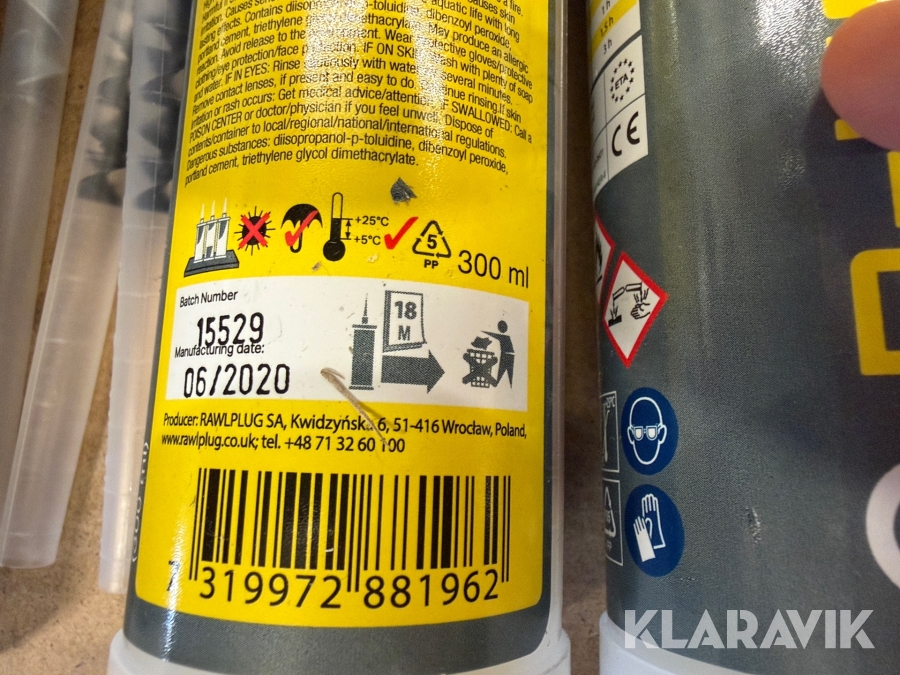 lasting effects. Contains diisopropanol-p-toluidine, dibenzoyl peroxide,
portland cement, triethylene glycol dimethacrylate. May produce an allergic
reaction. Avoid release to the environment. Wear protective gloves/protective
clothing/eye protection/face protection. IF ON SKIN: Wash with plenty of soap
and water. IF IN EYES: Rinse cautiously with water for several minutes.
Remove contact lenses, if present and easy to do. Continue rinsing. If skin
irritation or rash occurs: Get medical advice/attention. IF SWALLOWED: Call a
POISON CENTER or doctor/physician if you feel unwell. Dispose of
contents/container to local/regional/national/international regulations.
Dangerous substances: diisopropanol-p-toluidine, dibenzoyl peroxide,
portland cement, triethylene glycol dimethacrylate.
+25°C
+5°C
5
PP
300 ml
Batch Number
15529
Manufacturing date:
06/2020
18
M
Producer: RAWLPLUG SA, Kwidzyńska 6, 51-416 Wrocław, Poland,
www.rawlplug.co.uk; tel. +48 71 32 60 100
319972 881962
1 h
1,5 h
3 h
ETA
CE
KLARAVIK